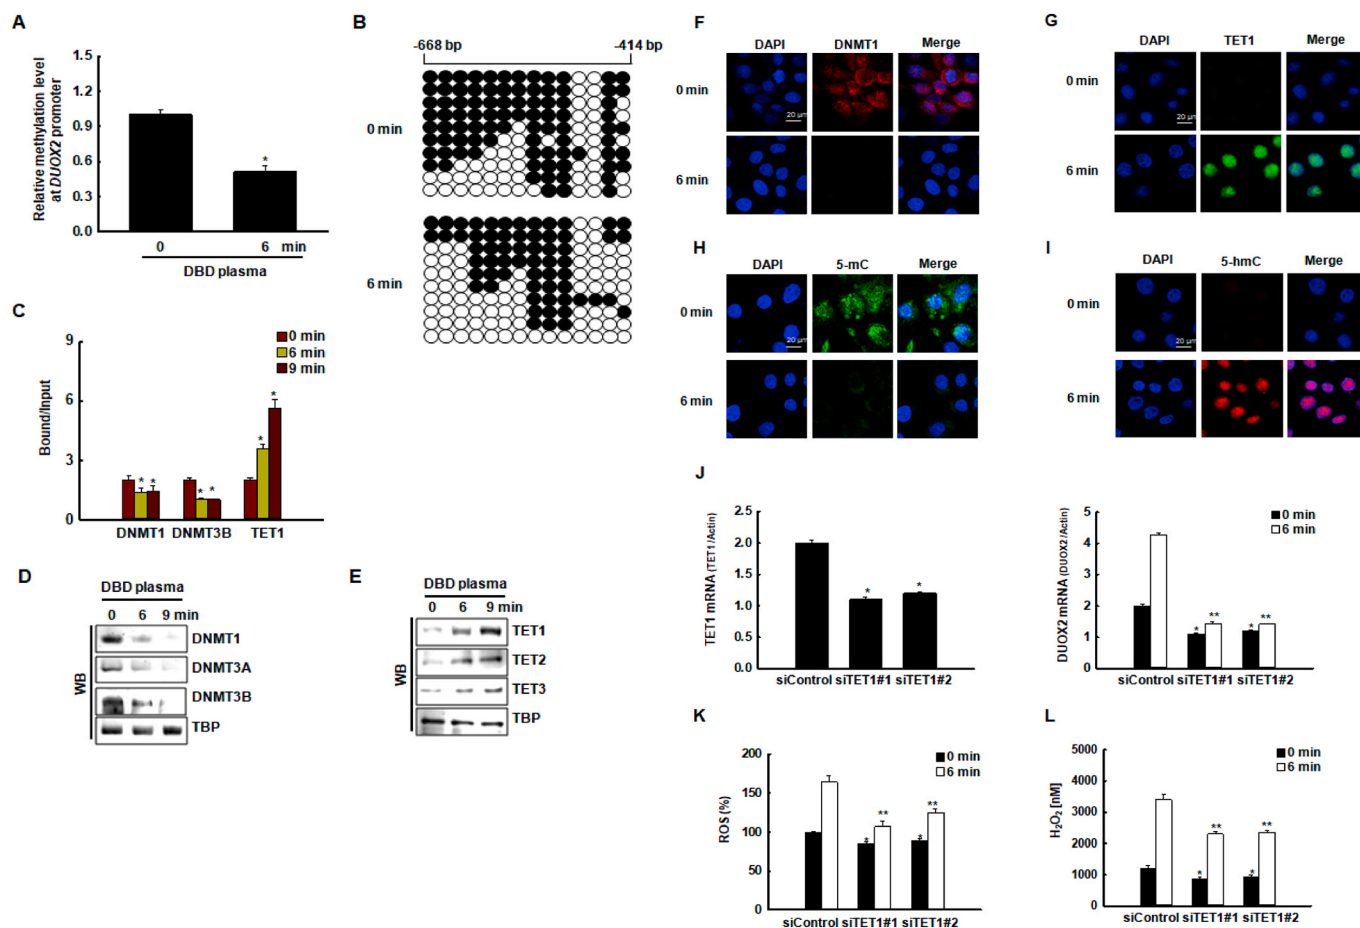 A
Relative methylation level
at DUOX2 promoter
1.5
1.2
0.9
0.6
0.3
0.0
*
0
6
min
DBD plasma
B
-668 bp
-414 bp
0 min
6 min
C
Bound/Input
9
6
3
0
0 min
6 min
9 min
* *
* *
*
*
DNMT1
DNMT3B
TET1
D
DBD plasma
0 6 9 min
WB
DNMT1
DNMT3A
DNMT3B
TBP
E
DBD plasma
0 6 9 min
WB
TET1
TET2
TET3
TBP
F
DAPI DNMT1 Merge
0 min
20 µm
6 min
G
DAPI TET1 Merge
0 min
20 µm
6 min
H
DAPI 5-mC Merge
0 min
20 µm
6 min
I
DAPI 5-hmC Merge
0 min
20 µm
6 min
J
TET1 mRNA (TET1/Actin)
2.0
1.5
1.0
0.5
0.0
*
*
siControl siTET1#1 siTET1#2
DUOX2 mRNA (DUOX2/Actin)
5
4
3
2
1
0
0 min
6 min
* **
* **
siControl siTET1#1 siTET1#2
K
ROS (%)
200
150
100
50
0
0 min
6 min
* **
* **
siControl siTET1#1 siTET1#2
L
H2O2 [nM]
5000
4000
3000
2000
1000
0
0 min
6 min
* **
* **
siControl siTET1#1 siTET1#2